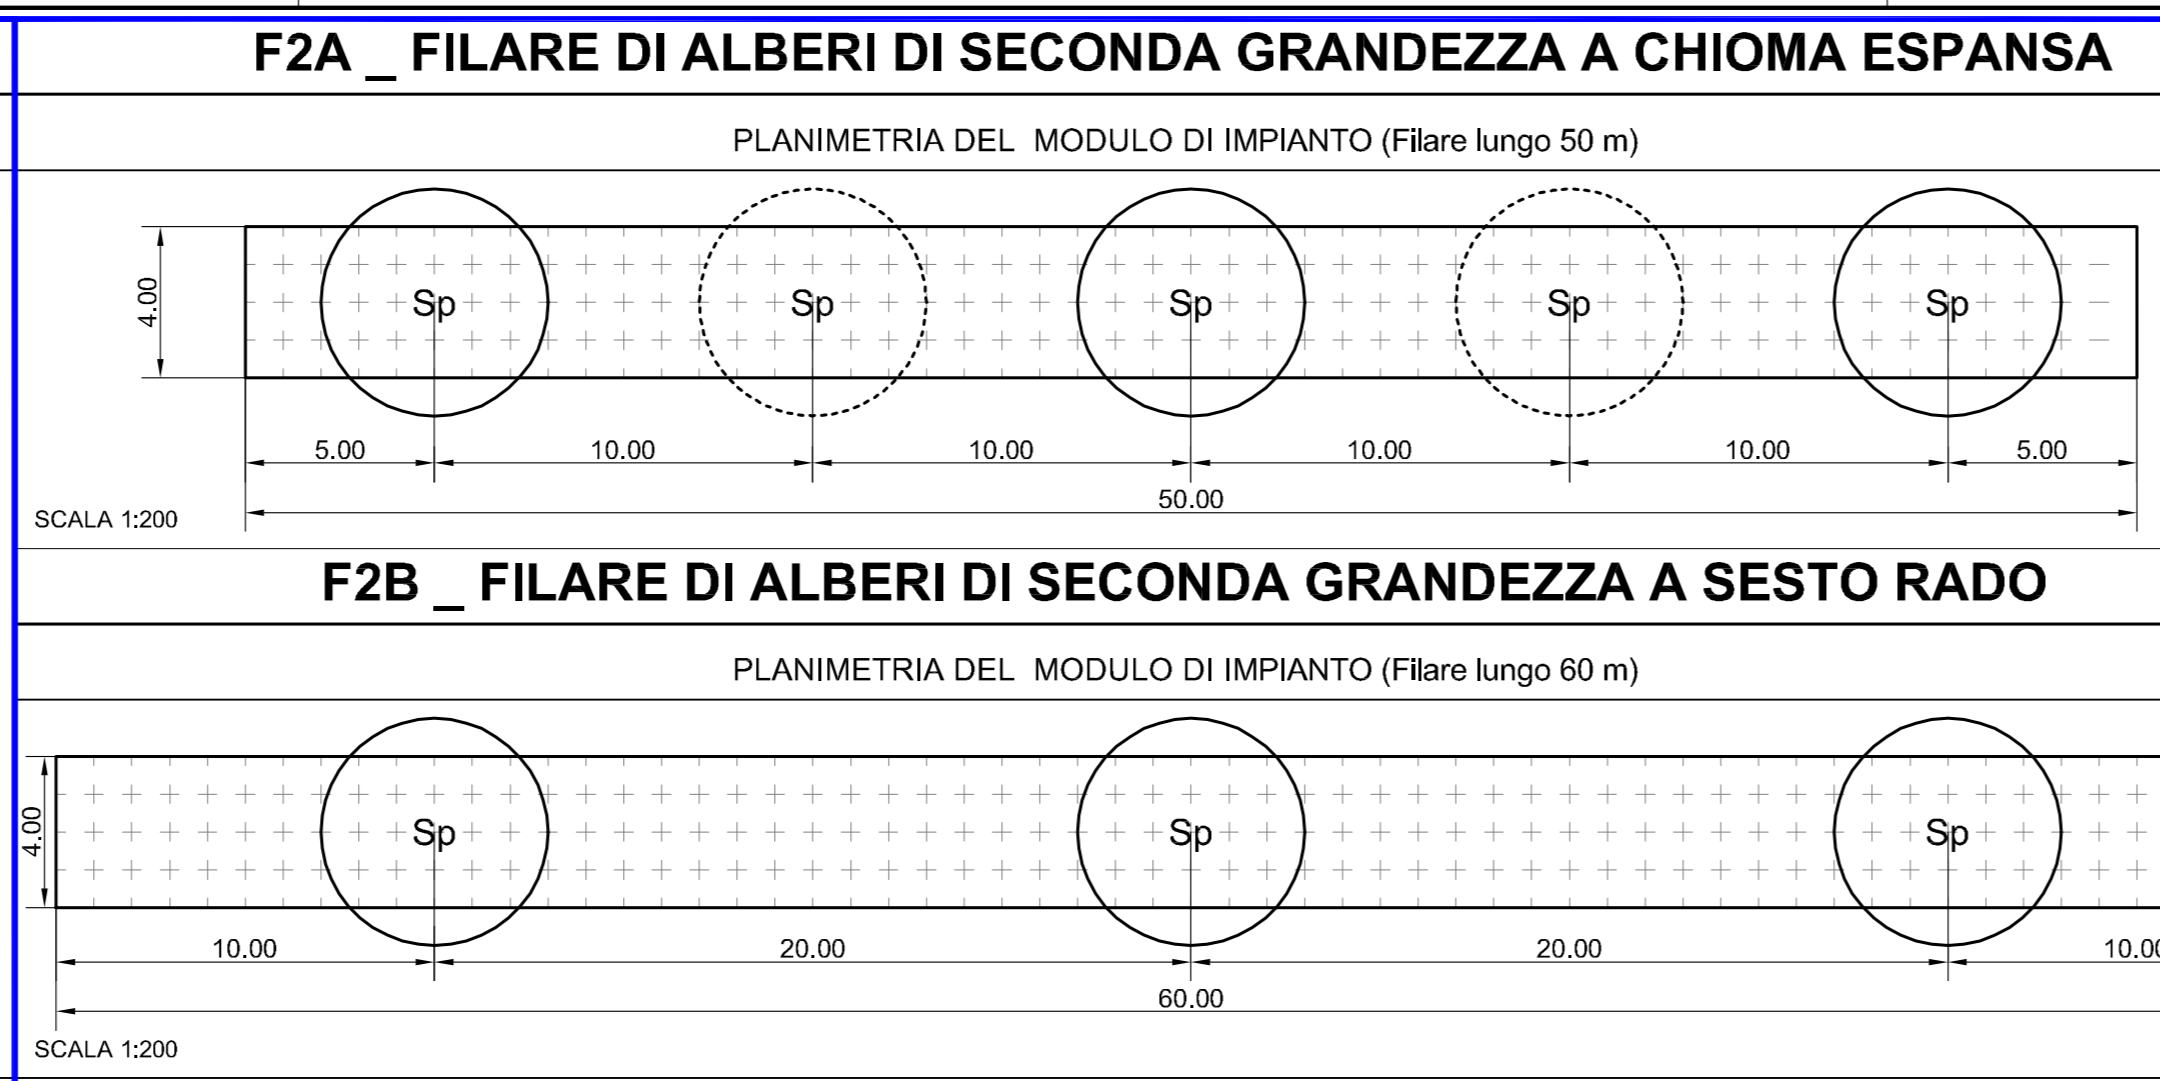 F2A _ FILARE DI ALBERI DI SECONDA GRANDEZZA A CHIOMA ESPANSA
PLANIMETRIA DEL MODULO DI IMPIANTO (Filare lungo 50 m)
4.00
Sp Sp Sp Sp Sp
5.00 10.00 10.00 10.00 10.00 5.00
50.00
SCALA 1:200
F2B _ FILARE DI ALBERI DI SECONDA GRANDEZZA A SESTO RADO
PLANIMETRIA DEL MODULO DI IMPIANTO (Filare lungo 60 m)
4.00
Sp Sp Sp
10.00 20.00 20.00 10.00
60.00
SCALA 1:200